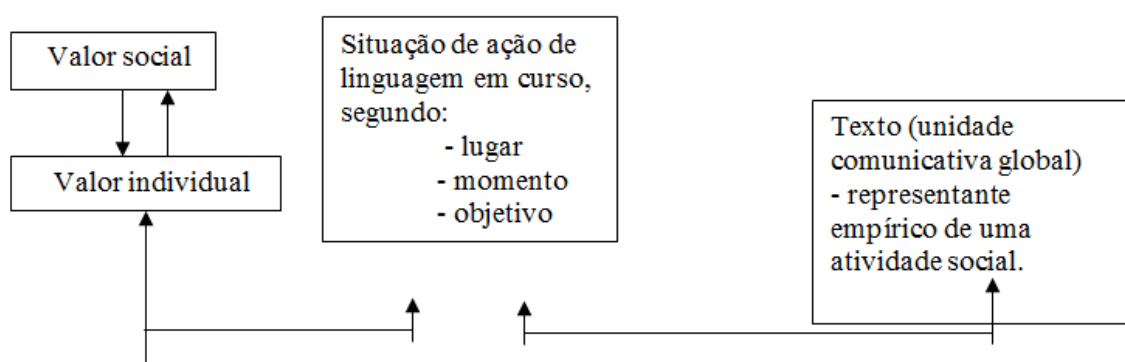 Valor social
Valor individual
Situação de ação de
linguagem em curso,
segundo:
- lugar
- momento
- objetivo
Texto (unidade
comunicativa global)
- representante
empírico de uma
atividade social.